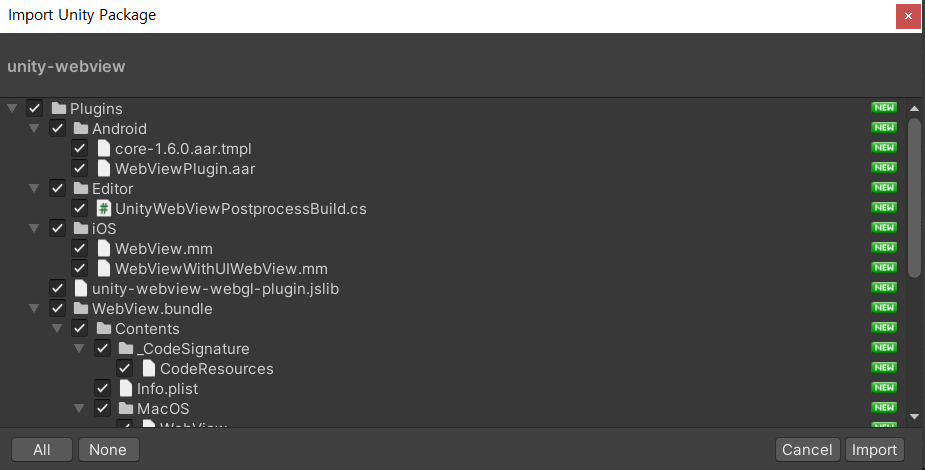 Import Unity Package
unity-webview
Plugins NEW
Android NEW
core-1.6.0.aar.tmpl NEW
WebViewPlugin.aar NEW
Editor NEW
UnityWebViewPostprocessBuild.cs NEW
iOS NEW
WebView.mm NEW
WebViewWithUIWebView.mm NEW
unity-webview-webgl-plugin.jslib NEW
WebView.bundle NEW
Contents NEW
_CodeSignature NEW
CodeResources NEW
Info.plist NEW
MacOS NEW
WebView NEW
All None Cancel Import